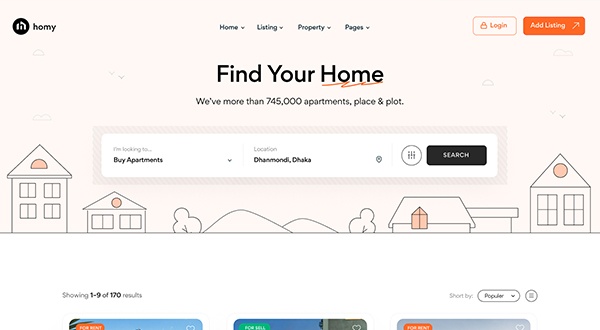 homy
Home Listing Property Pages
Login
Add Listing
Find Your Home
We've more than 745,000 apartments, place & plot.
I'm looking to...
Buy Apartments
Location
Dhanmondi, Dhaka
SEARCH
Showing 1-9 of 170 results
Short by: Populer
FOR RENT
FOR SELL
FOR RENT